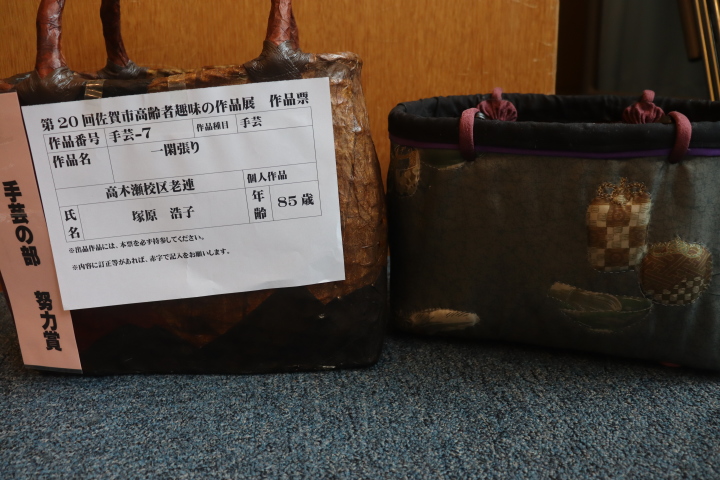 第20回佐賀市高齢者趣味の作品展 作品票
作品番号 手芸-7 作品種目 手芸
作品名 一閑張り
高木瀬校区老連 個人作品
氏名 塚原 浩子 年齢 85歳
※出品作品には、本票を必ず持参してください。
※内容に訂正等があれば、赤字で記入をお願いします。
手芸の部 努力賞